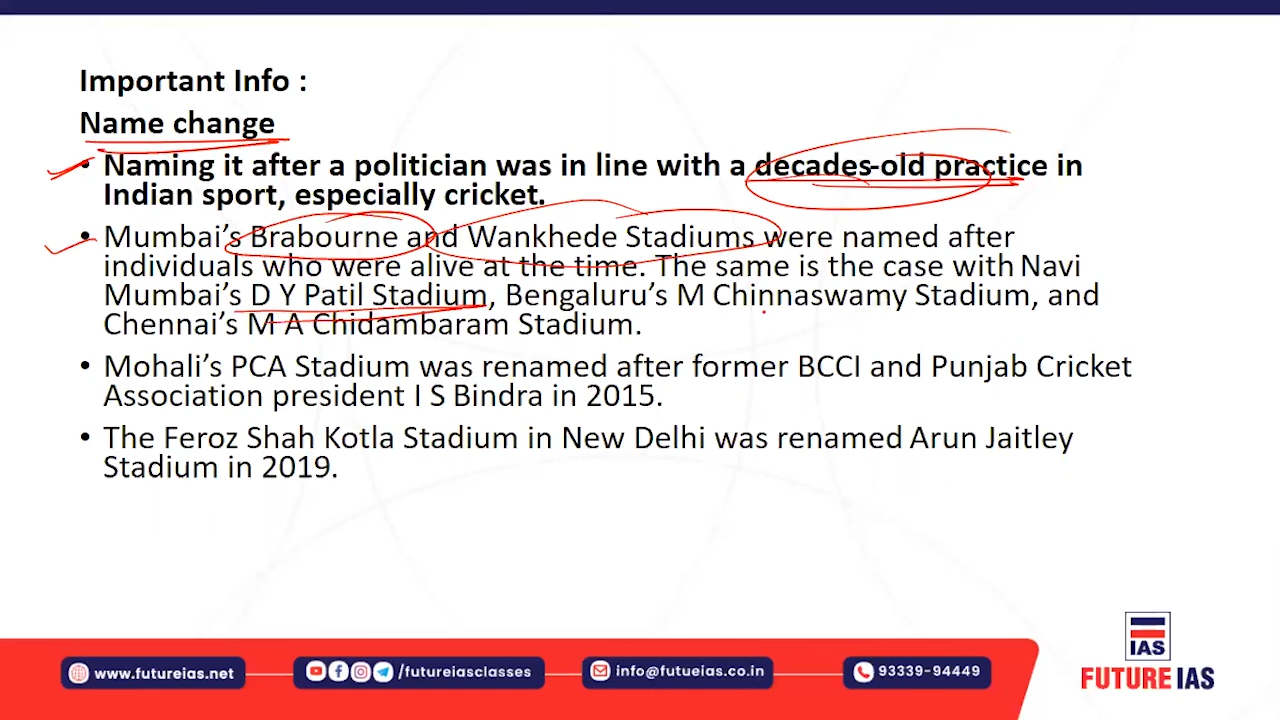 Important Info :
Name change
• Naming it after a politician was in line with a decades-old practice in
Indian sport, especially cricket.
• Mumbai's Brabourne and Wankhede Stadiums were named after
individuals who were alive at the time. The same is the case with Navi
Mumbai's D Y Patil Stadium, Bengaluru's M Chinnaswamy Stadium, and
Chennai's M A Chidambaram Stadium.
• Mohali's PCA Stadium was renamed after former BCCI and Punjab Cricket
Association president I S Bindra in 2015.
• The Feroz Shah Kotla Stadium in New Delhi was renamed Arun Jaitley
Stadium in 2019.
IAS
FUTURE IAS
www.futureias.net
/futureiasclasses
info@futueias.co.in
93339-94449